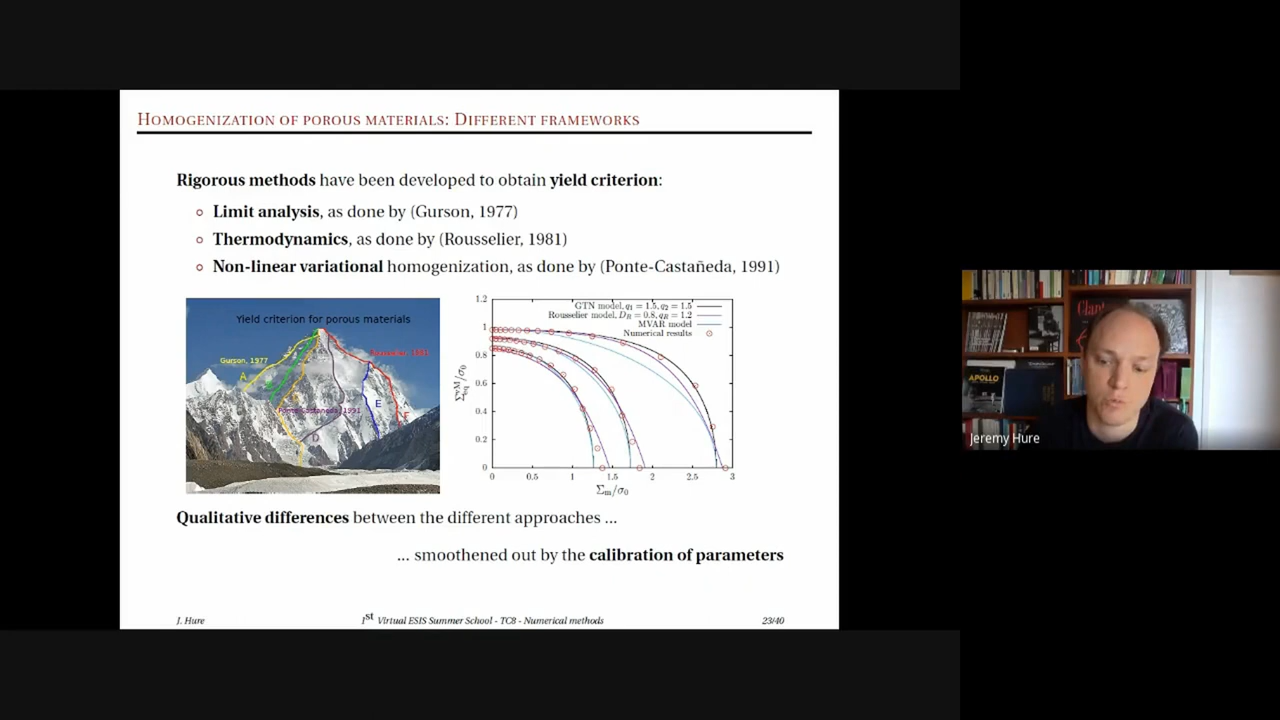 Homogenization of porous materials: Different frameworks
Rigorous methods have been developed to obtain yield criterion:
Limit analysis, as done by (Gurson, 1977)
Thermodynamics, as done by (Rousselier, 1981)
Non-linear variational homogenization, as done by (Ponte-Castañeda, 1991)
Yield criterion for porous materials
Gurson, 1977
Rousselier, 1981
Ponte-Castañeda, 1991
A
B
D
E
F
GTN model, q₁ = 1.5, q₂ = 1.5
Rousselier model, D_R = 0.8, q_R = 1.2
MVAR model
Numerical results
1.2
1
0.8
0.6
0.4
0.2
0
0 0.5 1 1.5 2 2.5 3
Σ_m/σ₀
Qualitative differences between the different approaches ...
... smoothened out by the calibration of parameters
J. Hure
1st Virtual ESIS Summer School - TC8 - Numerical methods
23/40
APOLLO
Jeremy Hure